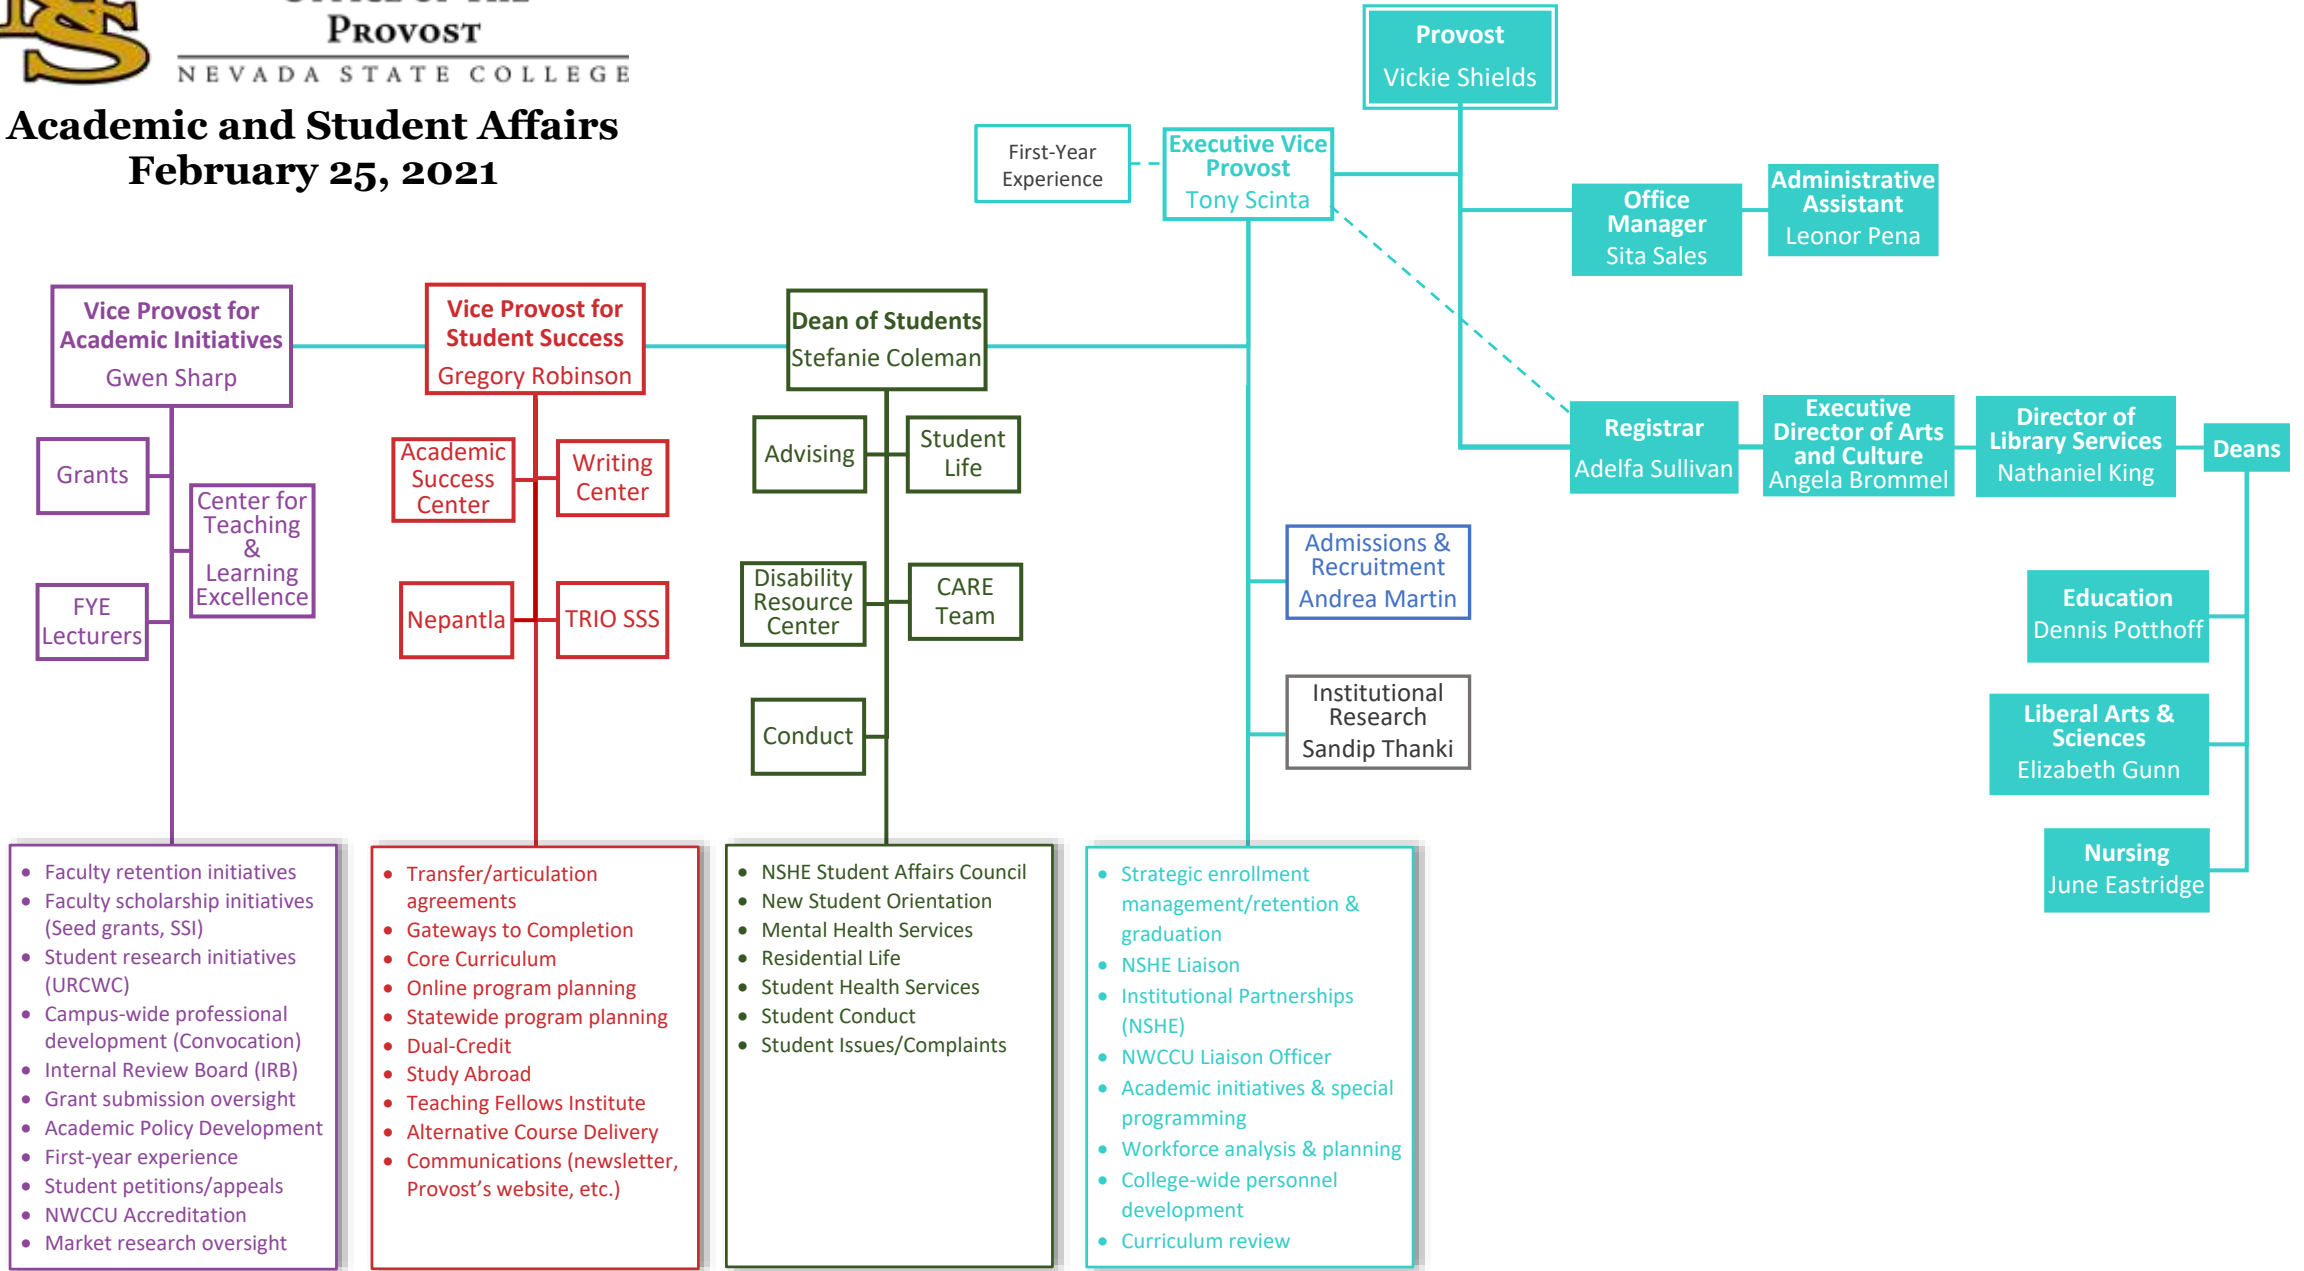 OFFICE OF THE
PROVOST
NEVADA STATE COLLEGE
Academic and Student Affairs
February 25, 2021
Provost
Vickie Shields
First-Year
Experience
Executive Vice
Provost
Tony Scinta
Office
Manager
Sita Sales
Administrative
Assistant
Leonor Pena
Vice Provost for
Academic Initiatives
Gwen Sharp
Vice Provost for
Student Success
Gregory Robinson
Dean of Students
Stefanie Coleman
Registrar
Adelfa Sullivan
Executive
Director of Arts
and Culture
Angela Brommel
Director of
Library Services
Nathaniel King
Deans
Grants
Center for
Teaching
&
Learning
Excellence
FYE
Lecturers
Academic
Success
Center
Writing
Center
Nepantla
TRIO SSS
Advising
Student
Life
Disability
Resource
Center
CARE
Team
Conduct
Admissions &
Recruitment
Andrea Martin
Institutional
Research
Sandip Thanki
Education
Dennis Potthoff
Liberal Arts &
Sciences
Elizabeth Gunn
Nursing
June Eastridge
• Faculty retention initiatives
• Faculty scholarship initiatives
(Seed grants, SSI)
• Student research initiatives
(URCWC)
• Campus-wide professional
development (Convocation)
• Internal Review Board (IRB)
• Grant submission oversight
• Academic Policy Development
• First-year experience
• Student petitions/appeals
• NWCCU Accreditation
• Market research oversight
• Transfer/articulation
agreements
• Gateways to Completion
• Core Curriculum
• Online program planning
• Statewide program planning
• Dual-Credit
• Study Abroad
• Teaching Fellows Institute
• Alternative Course Delivery
• Communications (newsletter,
Provost’s website, etc.)
• NSHE Student Affairs Council
• New Student Orientation
• Mental Health Services
• Residential Life
• Student Health Services
• Student Conduct
• Student Issues/Complaints
• Strategic enrollment
management/retention &
graduation
• NSHE Liaison
• Institutional Partnerships
(NSHE)
• NWCCU Liaison Officer
• Academic initiatives & special
programming
• Workforce analysis & planning
• College-wide personnel
development
• Curriculum review